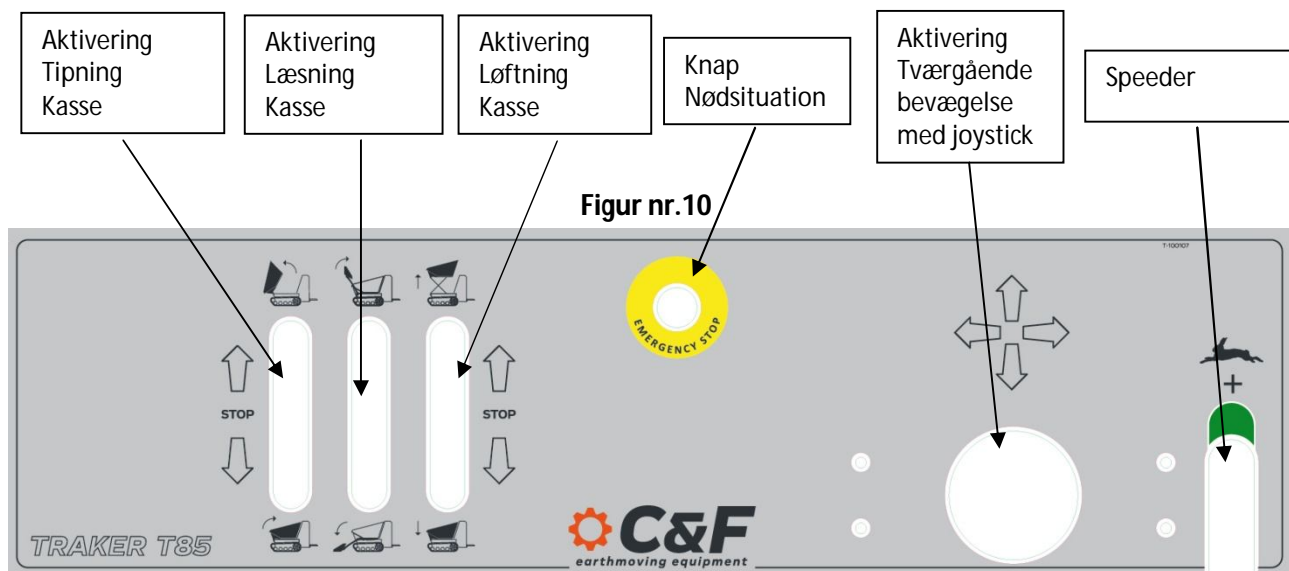 Aktivering
Tipning
Kasse
Aktivering
Læsning
Kasse
Aktivering
Løftning
Kasse
Knap
Nødsituation
Aktivering
Tværgående
bevægelse
med joystick
Speeder
Figur nr.10
T-100107
EMERGENCY STOP
STOP
STOP
+
TRAKER T85
C&F
earthmoving equipment